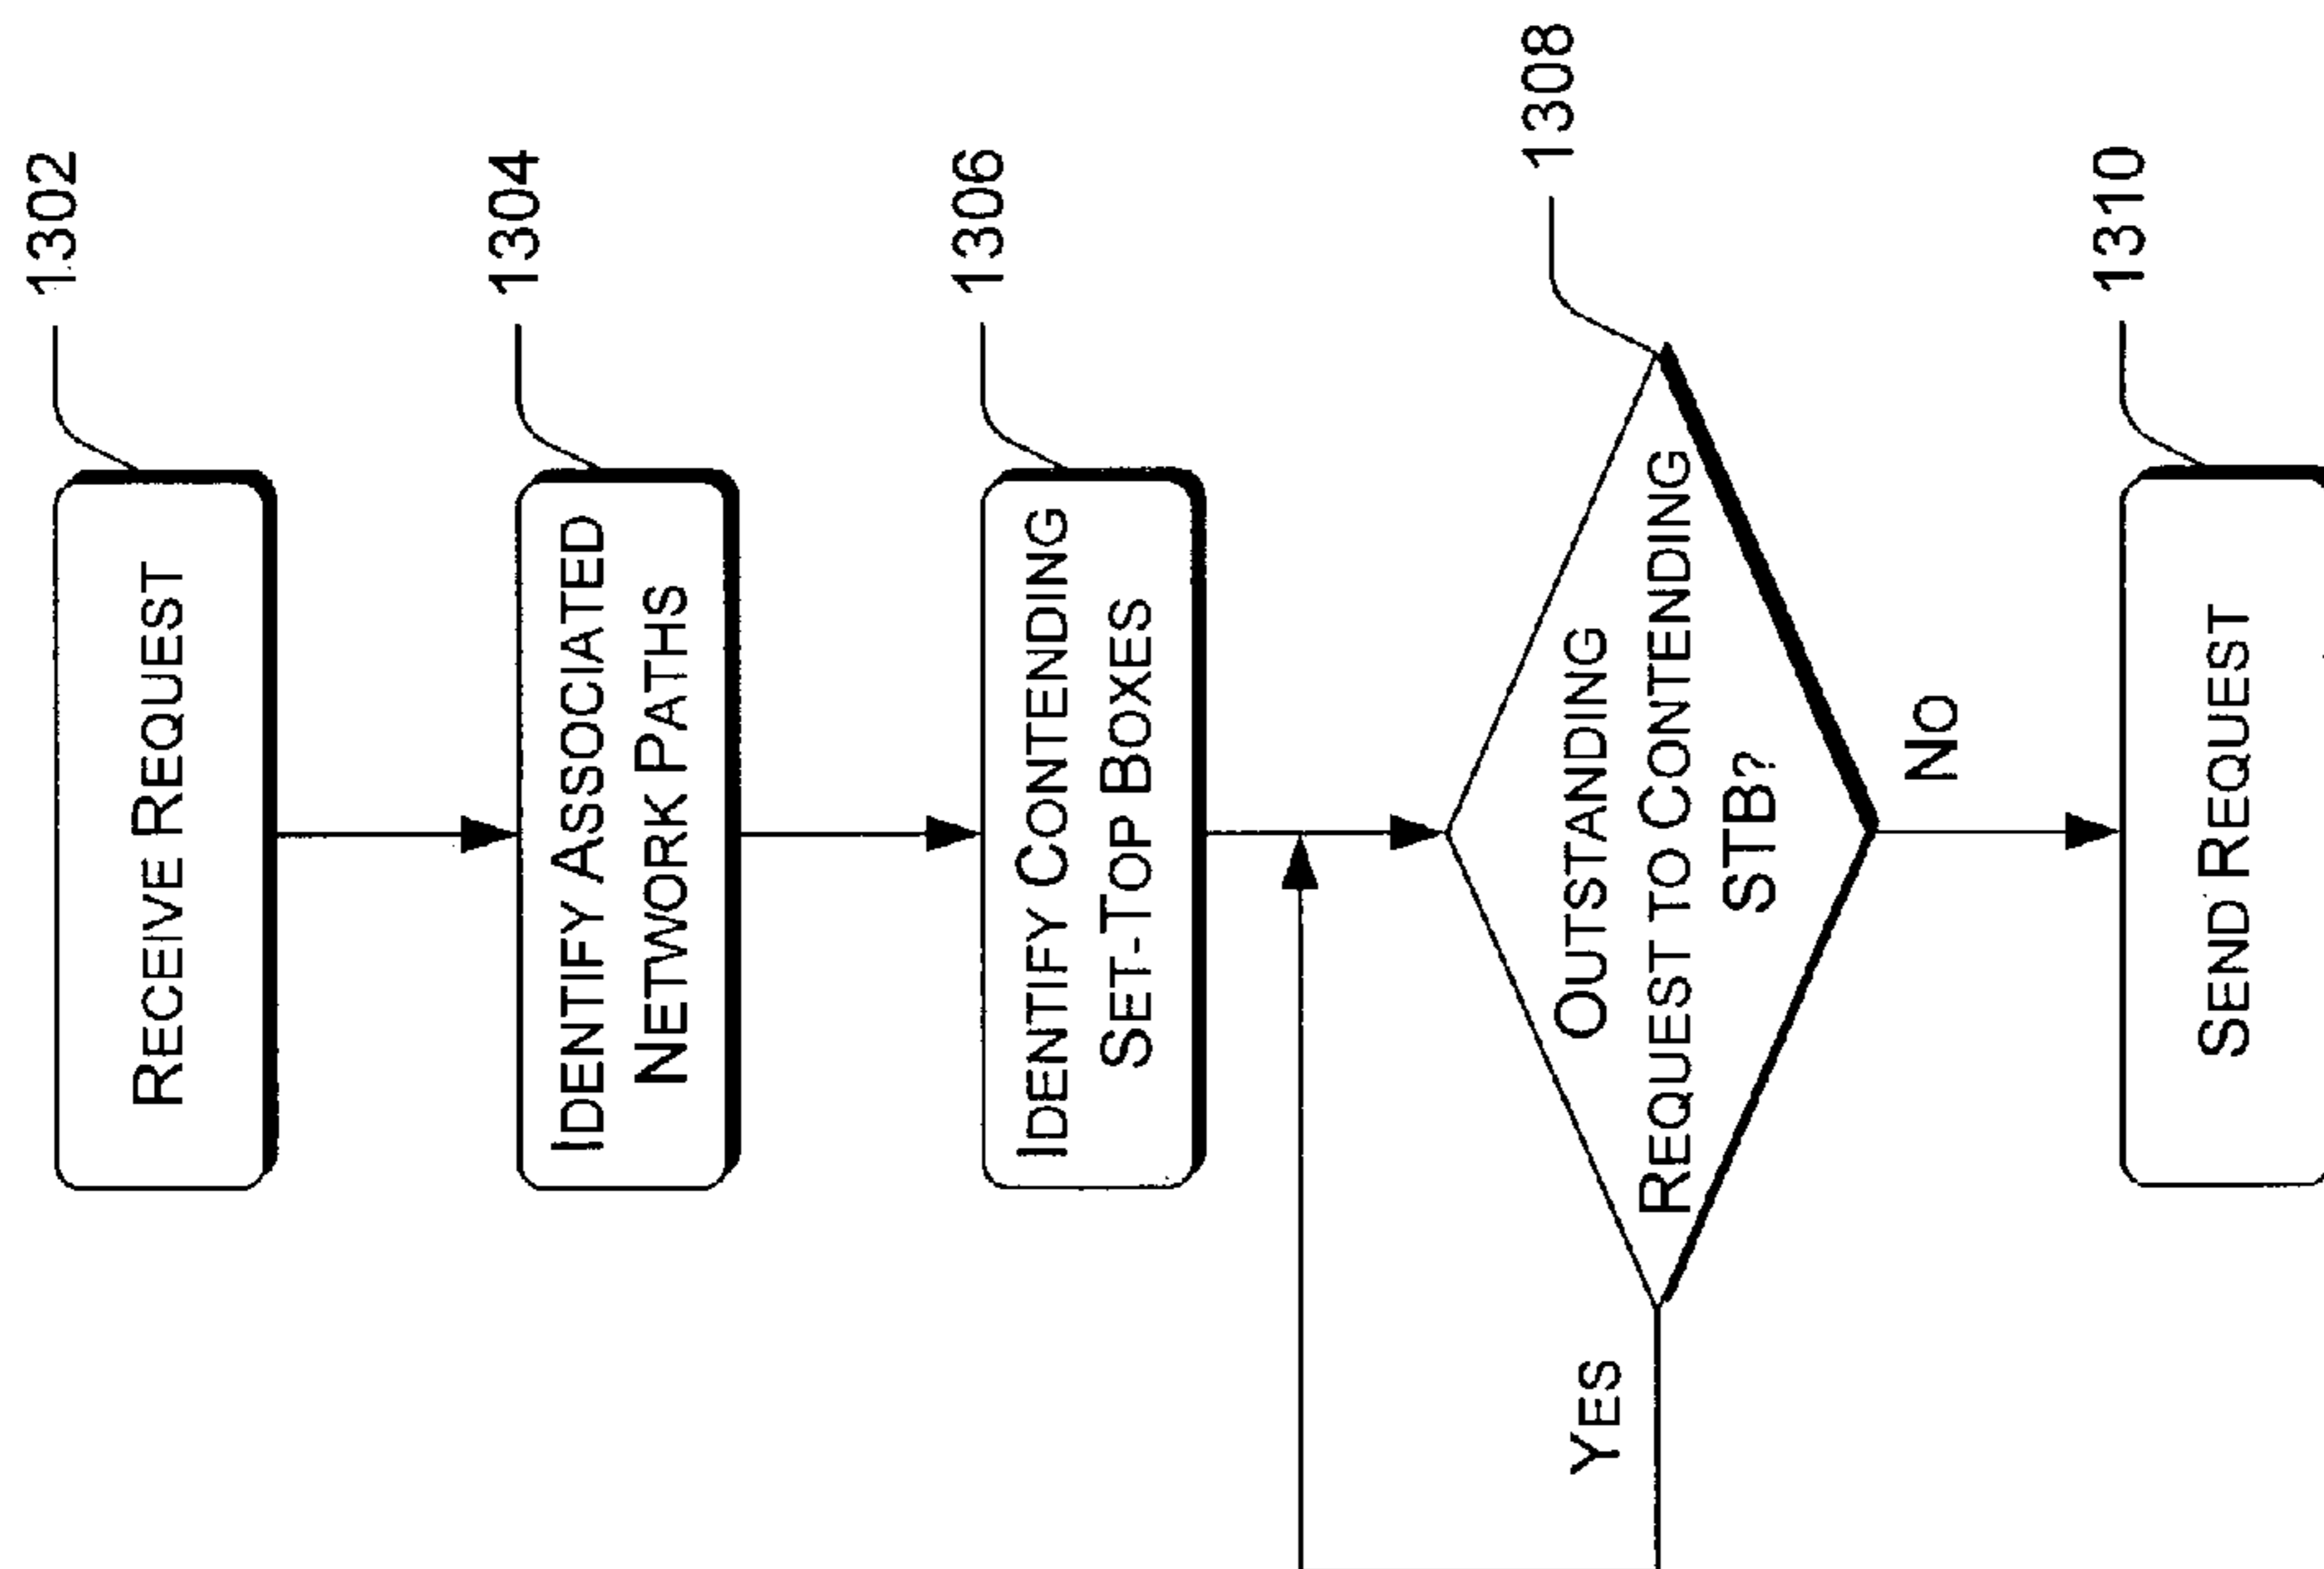 1302
RECEIVE REQUEST
1304
IDENTIFY ASSOCIATED
NETWORK PATHS
1306
IDENTIFY CONTENDING
SET-TOP BOXES
1308
OUTSTANDING
REQUEST TO CONTENDING
STB?
YES
NO
1310
SEND REQUEST